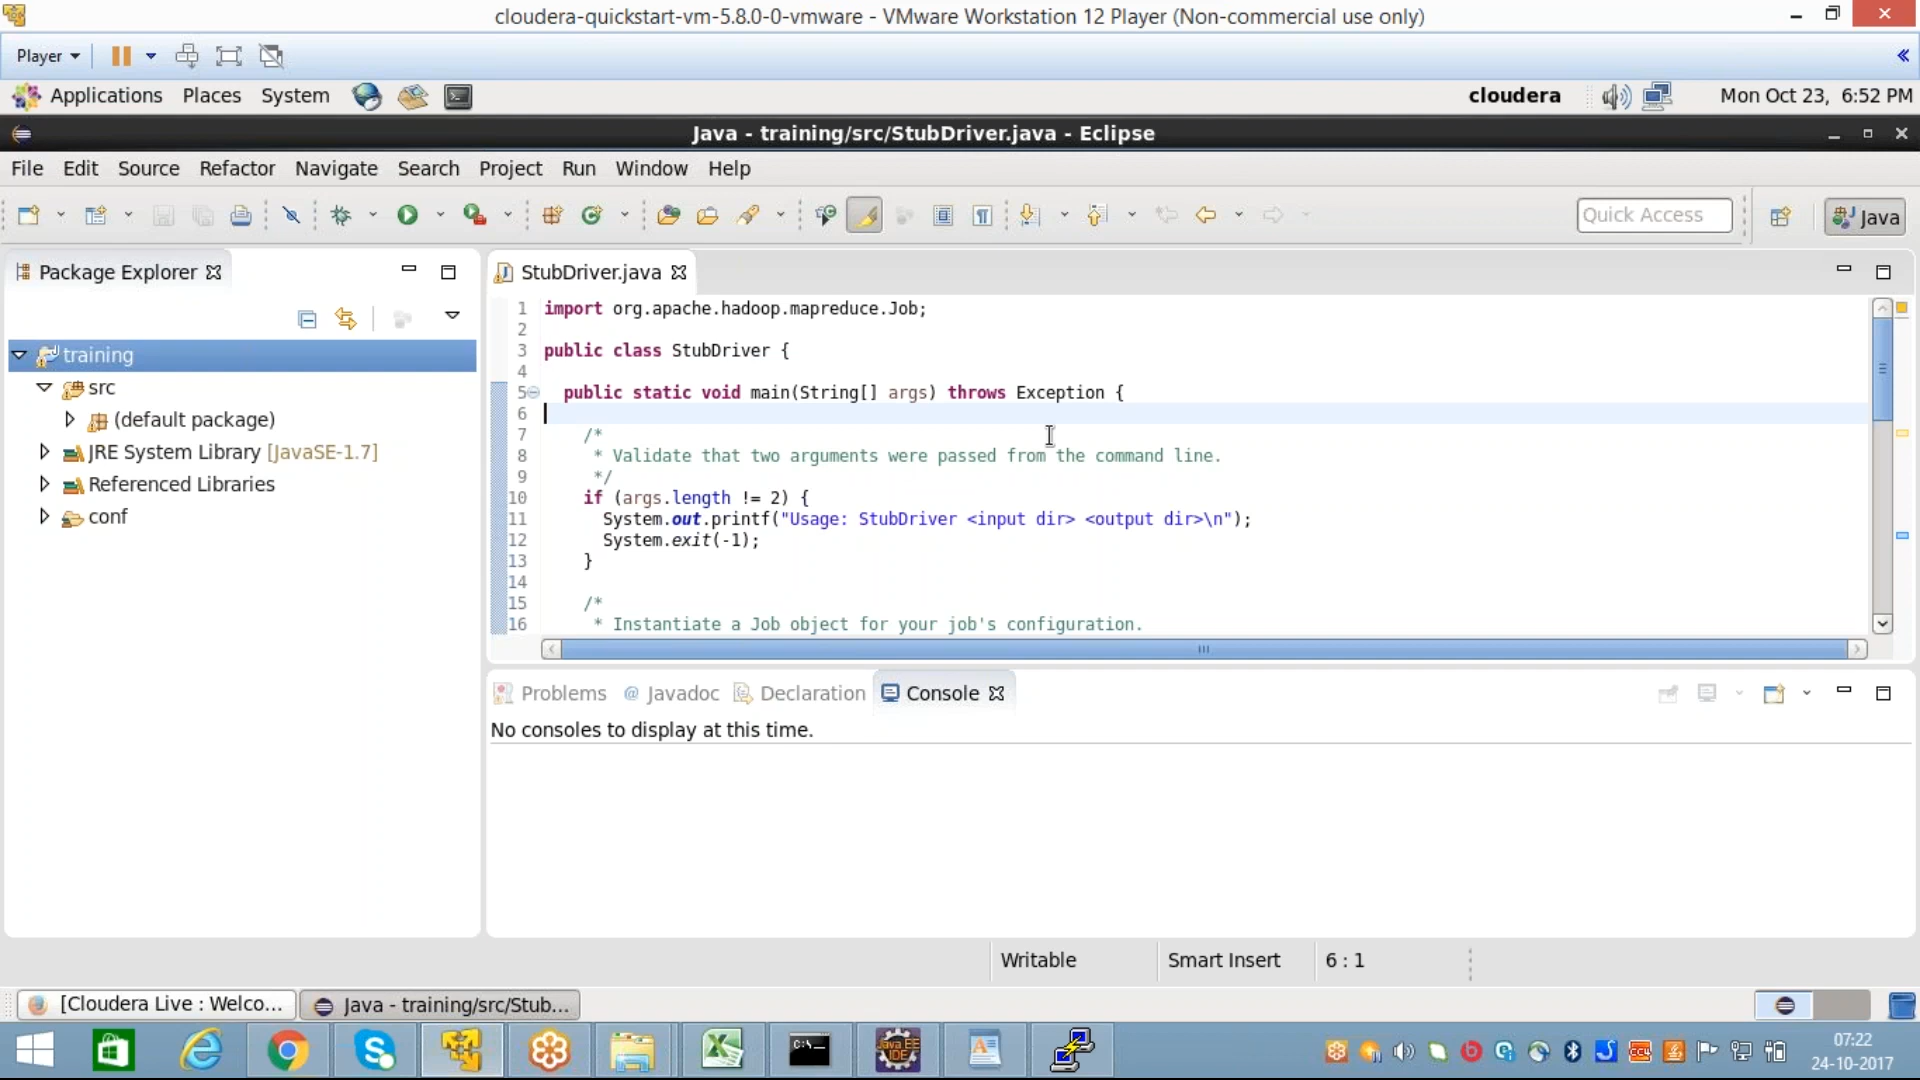 cloudera-quickstart-vm-5.8.0-0-vmware - VMware Workstation 12 Player (Non-commercial use only)
Player
Applications Places System cloudera Mon Oct 23, 6:52 PM
Java - training/src/StubDriver.java - Eclipse
File Edit Source Refactor Navigate Search Project Run Window Help
Quick Access Java
Package Explorer
training
src
(default package)
JRE System Library [JavaSE-1.7]
Referenced Libraries
conf
StubDriver.java
1 import org.apache.hadoop.mapreduce.Job;
2
3 public class StubDriver {
4
5 public static void main(String[] args) throws Exception {
6
7 /*
8 * Validate that two arguments were passed from the command line.
9 */
10 if (args.length != 2) {
11 System.out.printf("Usage: StubDriver <input dir> <output dir>\n");
12 System.exit(-1);
13 }
14
15 /*
16 * Instantiate a Job object for your job's configuration.
Problems @ Javadoc Declaration Console
No consoles to display at this time.
Writable Smart Insert 6 : 1
[Cloudera Live : Welco... Java - training/src/Stub...
C:\_
Java EE
IDE
07:22
24-10-2017